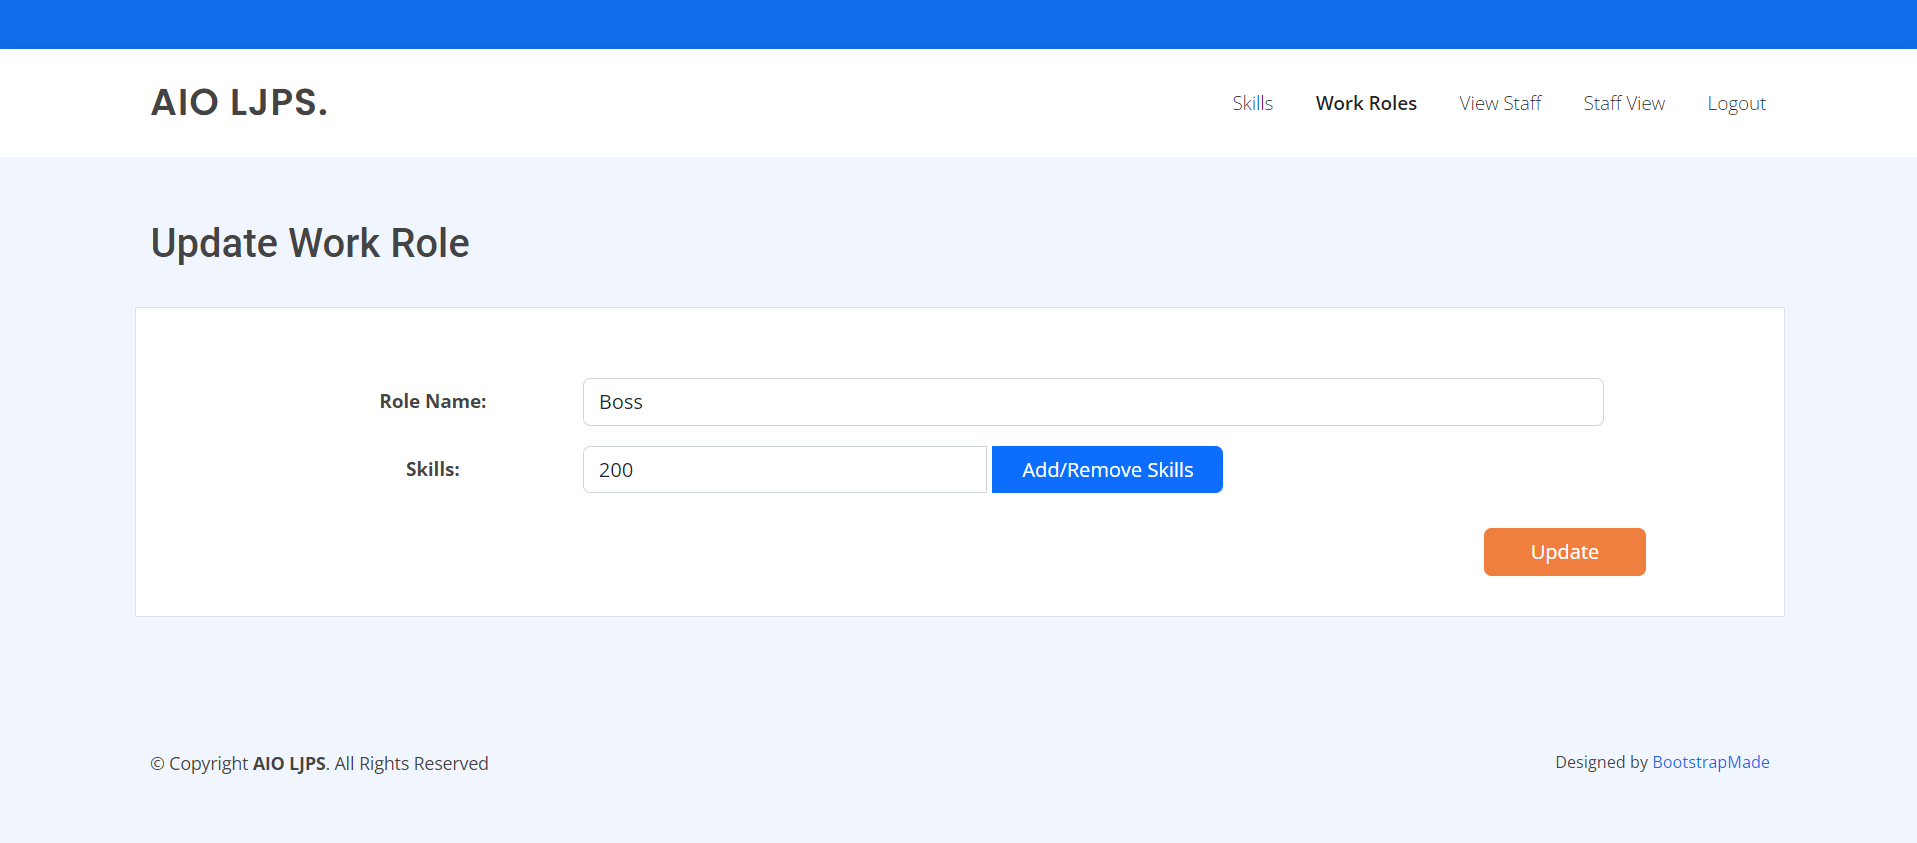 AIO LJPS.
Skills
Work Roles
View Staff
Staff View
Logout
Update Work Role
Role Name:
Boss
Skills:
200
Add/Remove Skills
Update
© Copyright AIO LJPS. All Rights Reserved
Designed by BootstrapMade